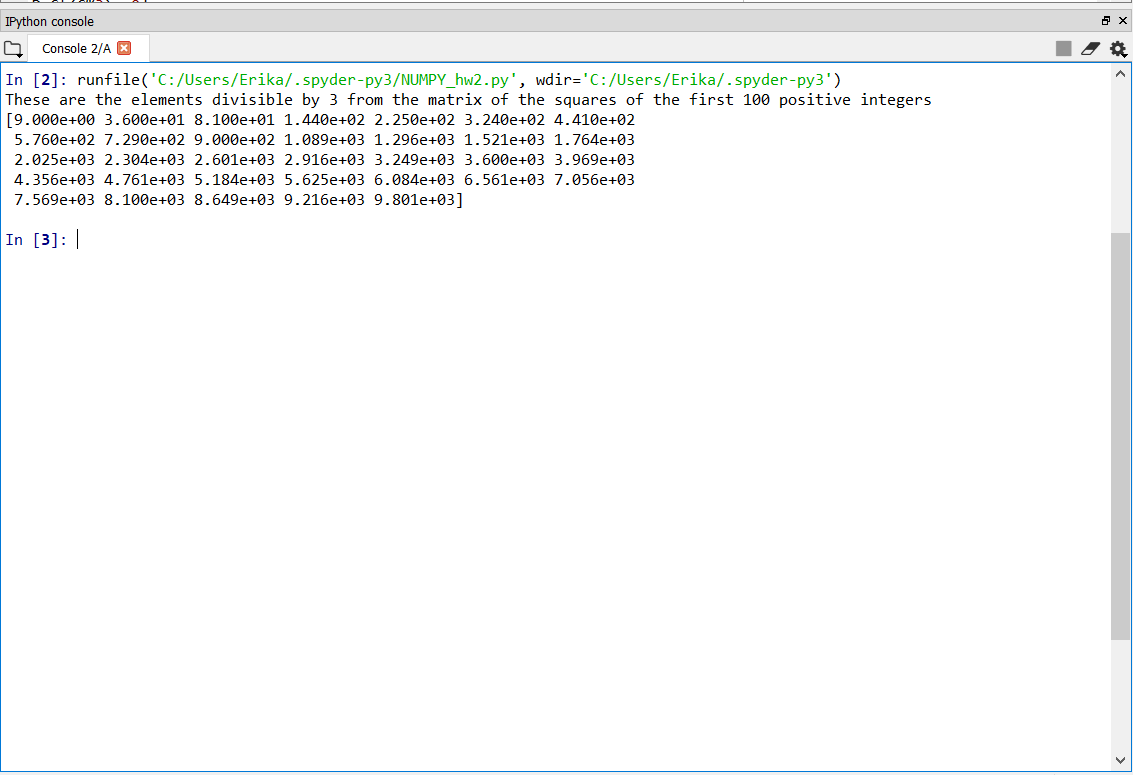 IPython console
Console 2/A
In [2]: runfile('C:/Users/Erika/.spyder-py3/NUMPY_hw2.py', wdir='C:/Users/Erika/.spyder-py3')
These are the elements divisible by 3 from the matrix of the squares of the first 100 positive integers
[9.000e+00 3.600e+01 8.100e+01 1.440e+02 2.250e+02 3.240e+02 4.410e+02
5.760e+02 7.290e+02 9.000e+02 1.089e+03 1.296e+03 1.521e+03 1.764e+03
2.025e+03 2.304e+03 2.601e+03 2.916e+03 3.249e+03 3.600e+03 3.969e+03
4.356e+03 4.761e+03 5.184e+03 5.625e+03 6.084e+03 6.561e+03 7.056e+03
7.569e+03 8.100e+03 8.649e+03 9.216e+03 9.801e+03]
In [3]: